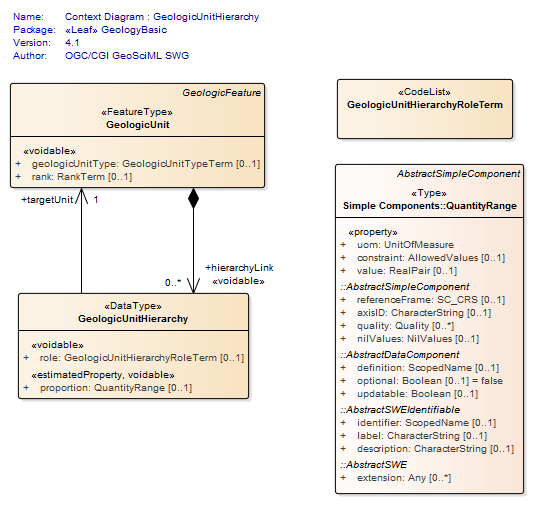 Name: Context Diagram : GeologicUnitHierarchy
Package: «Leaf» GeologyBasic
Version: 4.1
Author: OGC/CGI GeoSciML SWG
GeologicFeature
«FeatureType»
GeologicUnit
«voidable»
+ geologicUnitType: GeologicUnitTypeTerm [0..1]
+ rank: RankTerm [0..1]
+targetUnit 1
+hierarchyLink
0..* «voidable»
«DataType»
GeologicUnitHierarchy
«voidable»
+ role: GeologicUnitHierarchyRoleTerm [0..1]
«estimatedProperty, voidable»
+ proportion: QuantityRange [0..1]
«CodeList»
GeologicUnitHierarchyRoleTerm
AbstractSimpleComponent
«Type»
Simple Components::QuantityRange
«property»
+ uom: UnitOfMeasure
+ constraint: AllowedValues [0..1]
+ value: RealPair [0..1]
::AbstractSimpleComponent
+ referenceFrame: SC_CRS [0..1]
+ axisID: CharacterString [0..1]
+ quality: Quality [0..*]
+ nilValues: NilValues [0..1]
::AbstractDataComponent
+ definition: ScopedName [0..1]
+ optional: Boolean [0..1] = false
+ updatable: Boolean [0..1]
::AbstractSWEIdentifiable
+ identifier: ScopedName [0..1]
+ label: CharacterString [0..1]
+ description: CharacterString [0..1]
::AbstractSWE
+ extension: Any [0..*]